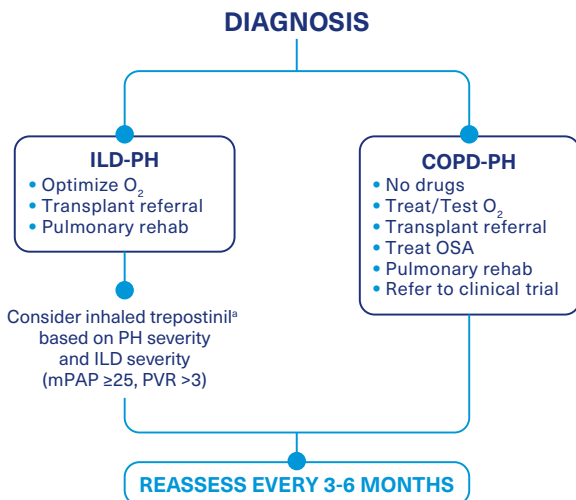 DIAGNOSIS
ILD-PH
• Optimize O₂
• Transplant referral
• Pulmonary rehab
Consider inhaled trepostinilᵃ
based on PH severity
and ILD severity
(mPAP ≥25, PVR >3)
COPD-PH
• No drugs
• Treat/Test O₂
• Transplant referral
• Treat OSA
• Pulmonary rehab
• Refer to clinical trial
REASSESS EVERY 3-6 MONTHS